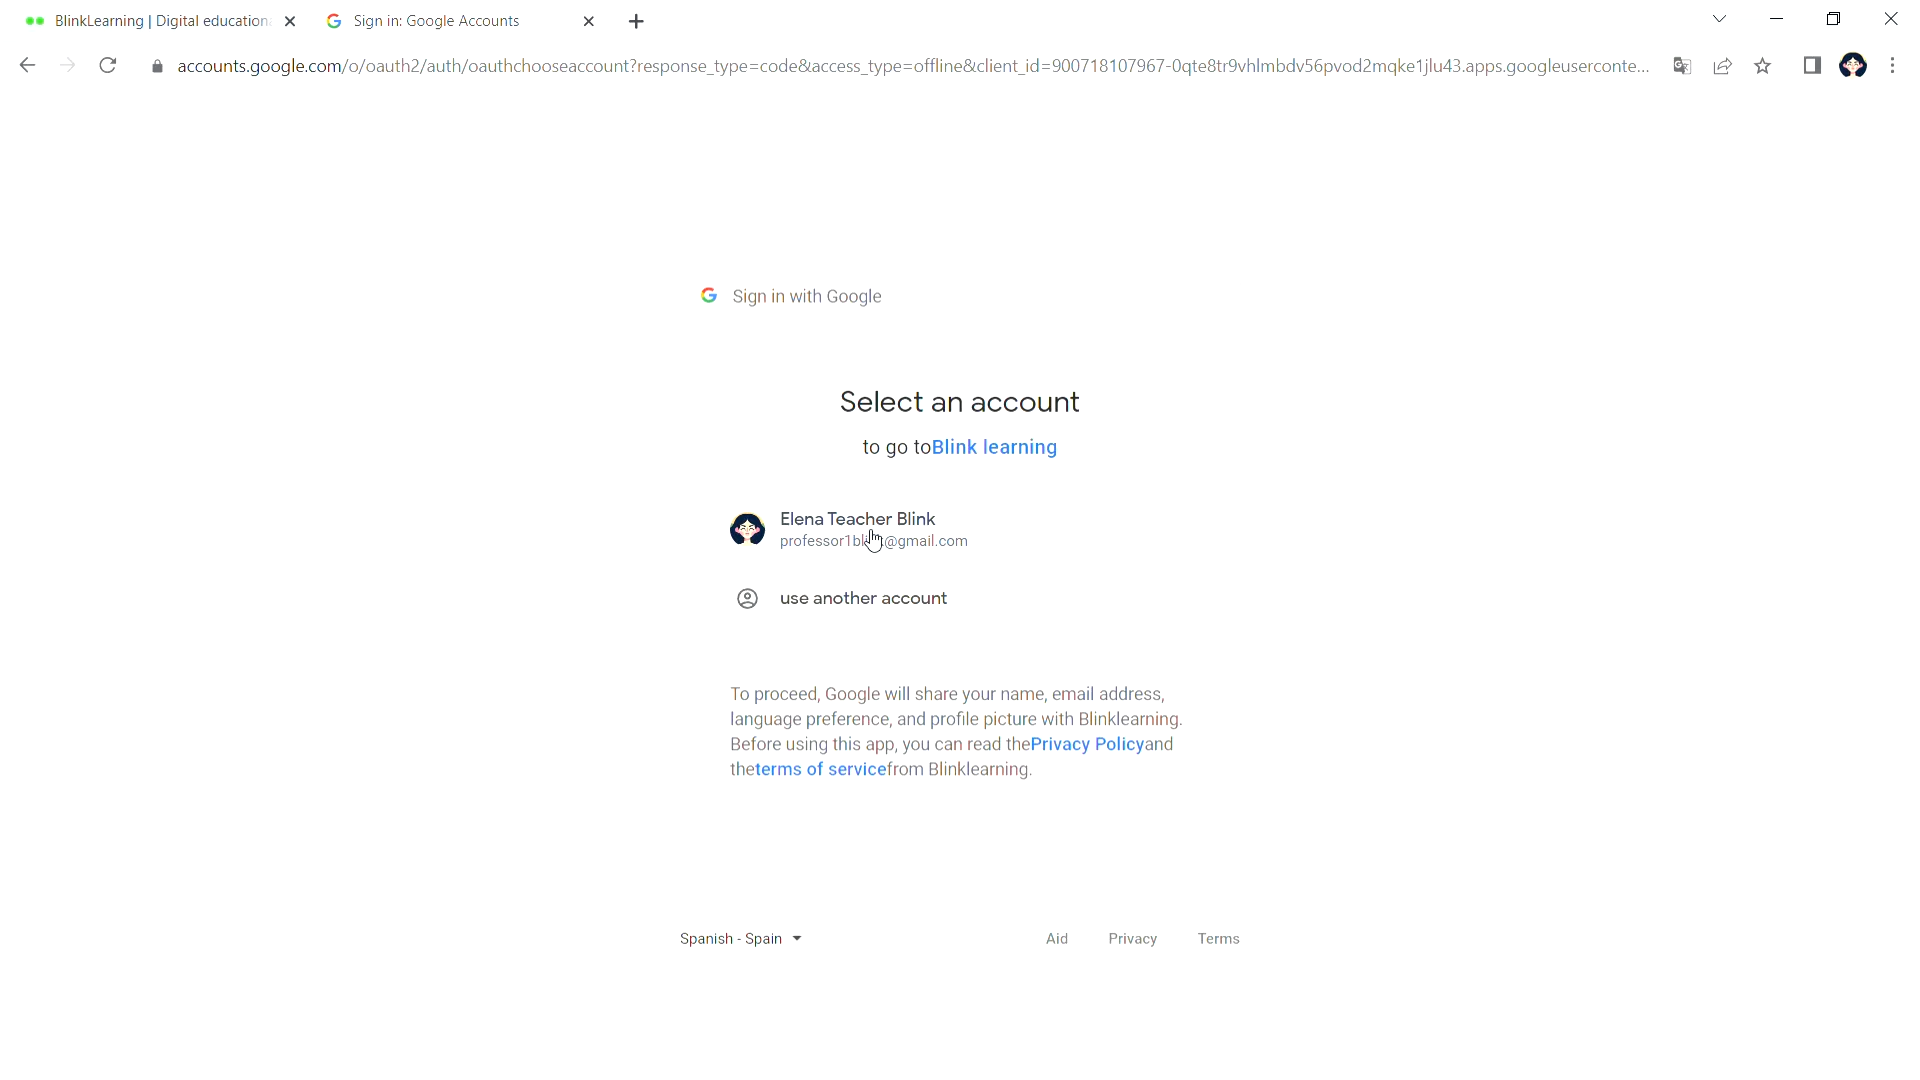 BlinkLearning | Digital education
Sign in: Google Accounts
accounts.google.com/o/oauth2/auth/oauthchooseaccount?response_type=code&access_type=offline&client_id=900718107967-0qte8tr9vhlmbdv56pvod2mqke1jlu43.apps.googleuserconte...
Sign in with Google
Select an account
to go toBlink learning
Elena Teacher Blink
professor1blink@gmail.com
use another account
To proceed, Google will share your name, email address,
language preference, and profile picture with Blinklearning.
Before using this app, you can read thePrivacy Policyand
theterms of servicefrom Blinklearning.
Spanish - Spain
Aid Privacy Terms